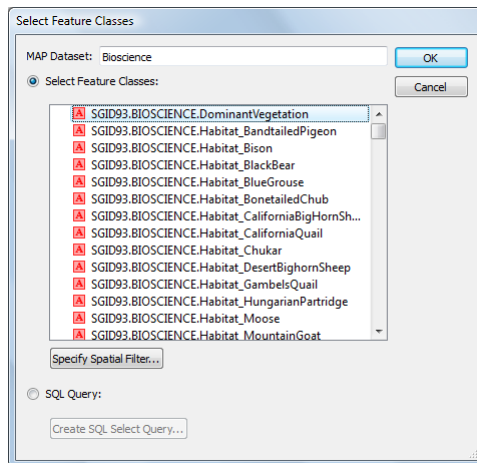 Select Feature Classes
MAP Dataset: Bioscience
OK
Select Feature Classes:
Cancel
A SGID93.BIOSCIENCE.DominantVegetation
A SGID93.BIOSCIENCE.Habitat_BandtailedPigeon
A SGID93.BIOSCIENCE.Habitat_Bison
A SGID93.BIOSCIENCE.Habitat_BlackBear
A SGID93.BIOSCIENCE.Habitat_BlueGrouse
A SGID93.BIOSCIENCE.Habitat_BonetailedChub
A SGID93.BIOSCIENCE.Habitat_CaliforniaBigHornSh...
A SGID93.BIOSCIENCE.Habitat_CaliforniaQuail
A SGID93.BIOSCIENCE.Habitat_Chukar
A SGID93.BIOSCIENCE.Habitat_DesertBighornSheep
A SGID93.BIOSCIENCE.Habitat_GambelsQuail
A SGID93.BIOSCIENCE.Habitat_HungarianPartridge
A SGID93.BIOSCIENCE.Habitat_Moose
A SGID93.BIOSCIENCE.Habitat_MountainGoat
Specify Spatial Filter...
SQL Query:
Create SQL Select Query...